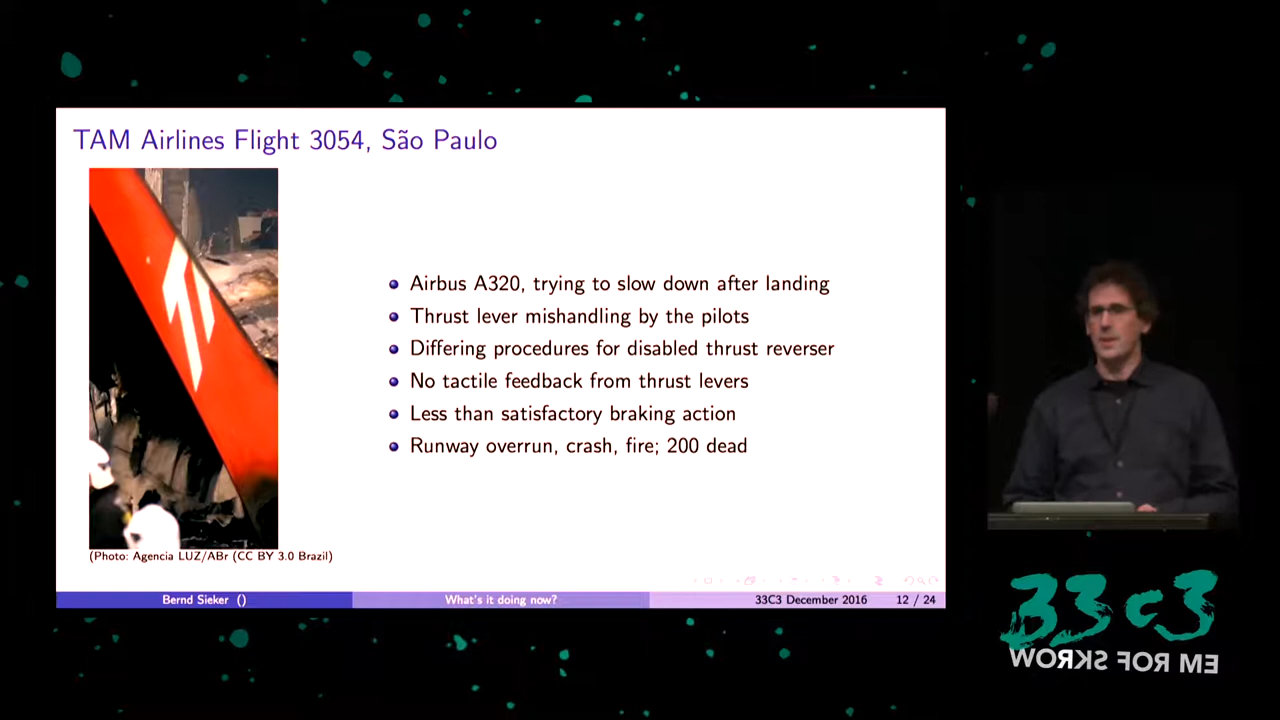 TAM Airlines Flight 3054, São Paulo
Airbus A320, trying to slow down after landing
Thrust lever mishandling by the pilots
Differing procedures for disabled thrust reverser
No tactile feedback from thrust levers
Less than satisfactory braking action
Runway overrun, crash, fire; 200 dead
(Photo: Agencia LUZ/ABr (CC BY 3.0 Brazil)
Bernd Sieker () What's it doing now? 33C3 December 2016 12 / 24
33c3
WORKS FOR ME